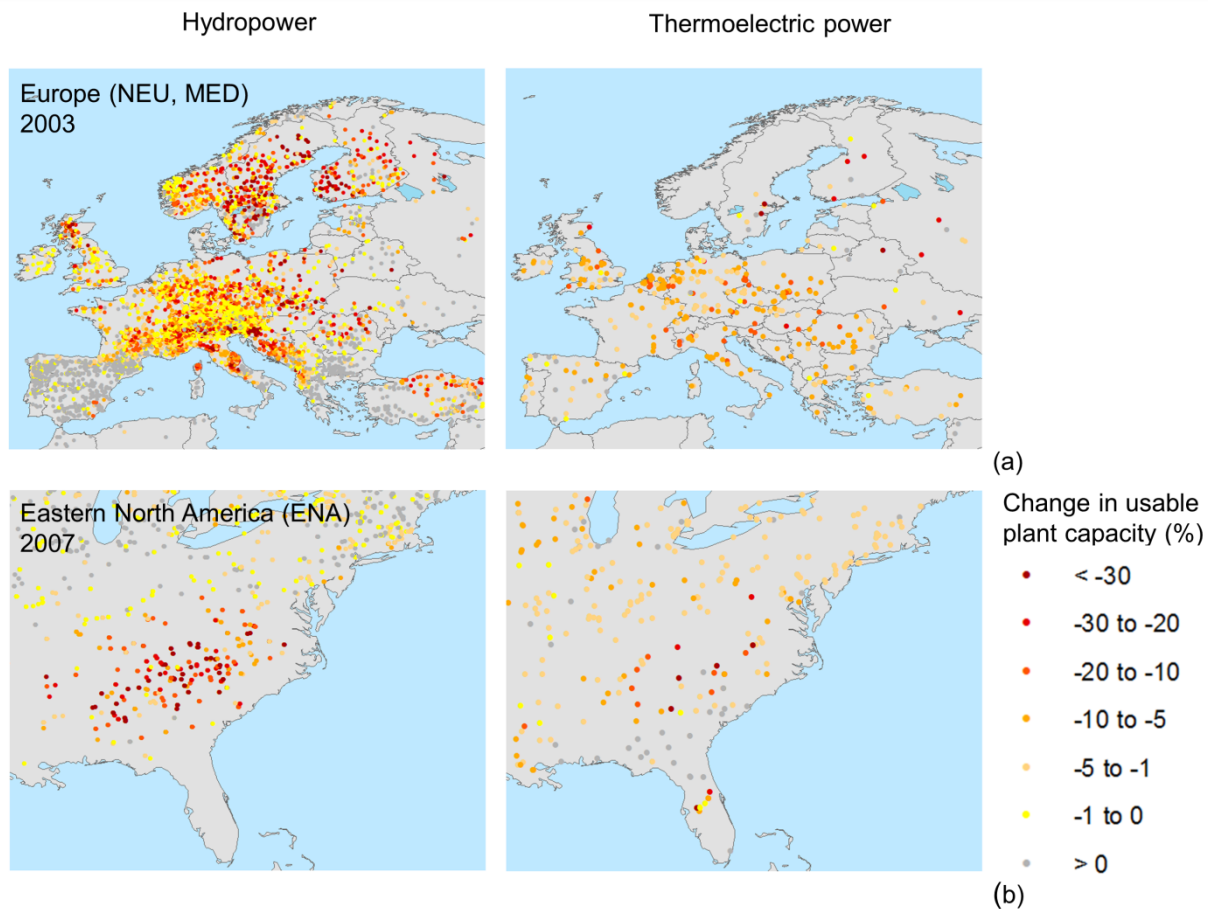 Hydropower
Thermoelectric power
Europe (NEU, MED)
2003
(a)
Eastern North America (ENA)
2007
Change in usable
plant capacity (%)
< -30
-30 to -20
-20 to -10
-10 to -5
-5 to -1
-1 to 0
> 0
(b)